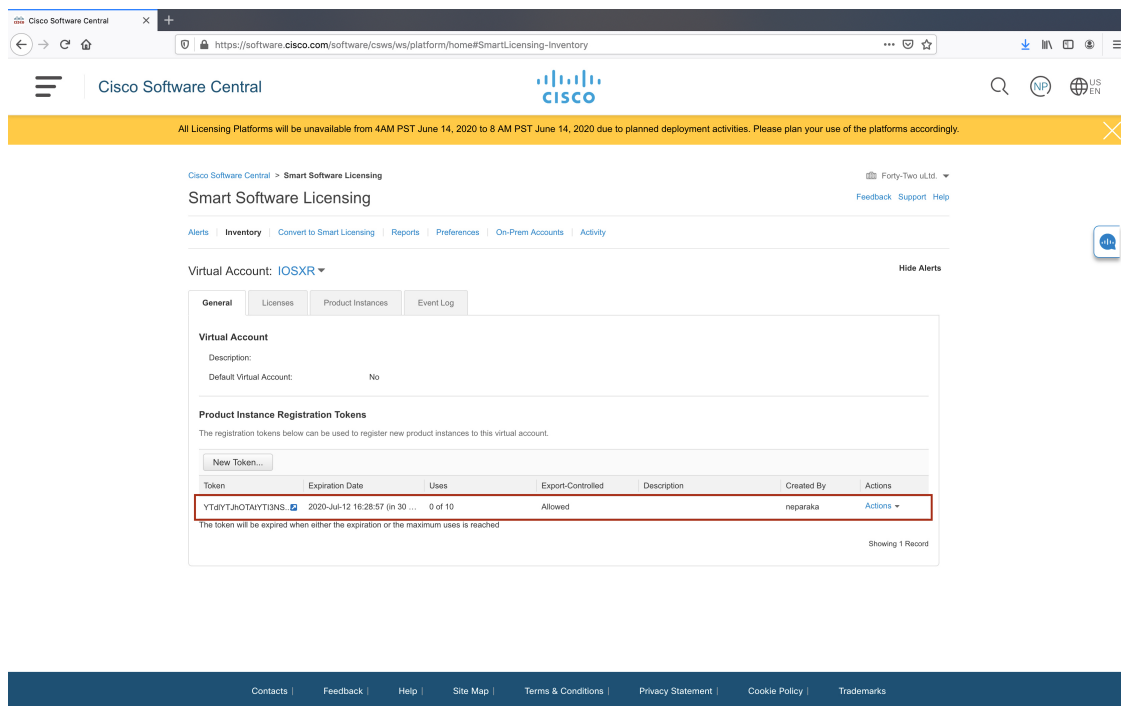 Cisco Software Central
https://software.cisco.com/software/csws/ws/platform/home#SmartLicensing-Inventory
Cisco Software Central
CISCO
NP
US
EN
All Licensing Platforms will be unavailable from 4AM PST June 14, 2020 to 8 AM PST June 14, 2020 due to planned deployment activities. Please plan your use of the platforms accordingly.
Cisco Software Central > Smart Software Licensing
Forty-Two uLtd.
Smart Software Licensing
Feedback Support Help
Alerts | Inventory | Convert to Smart Licensing | Reports | Preferences | On-Prem Accounts | Activity
Virtual Account: IOSXR
Hide Alerts
General Licenses Product Instances Event Log
Virtual Account
Description:
Default Virtual Account: No
Product Instance Registration Tokens
The registration tokens below can be used to register new product instances to this virtual account.
New Token...
Token Expiration Date Uses Export-Controlled Description Created By Actions
2020-Jul-12 16:28:57 (in 30 ... 0 of 10 Allowed neparaka Actions
The token will be expired when either the expiration or the maximum uses is reached
Showing 1 Record
Contacts | Feedback | Help | Site Map | Terms & Conditions | Privacy Statement | Cookie Policy | Trademarks